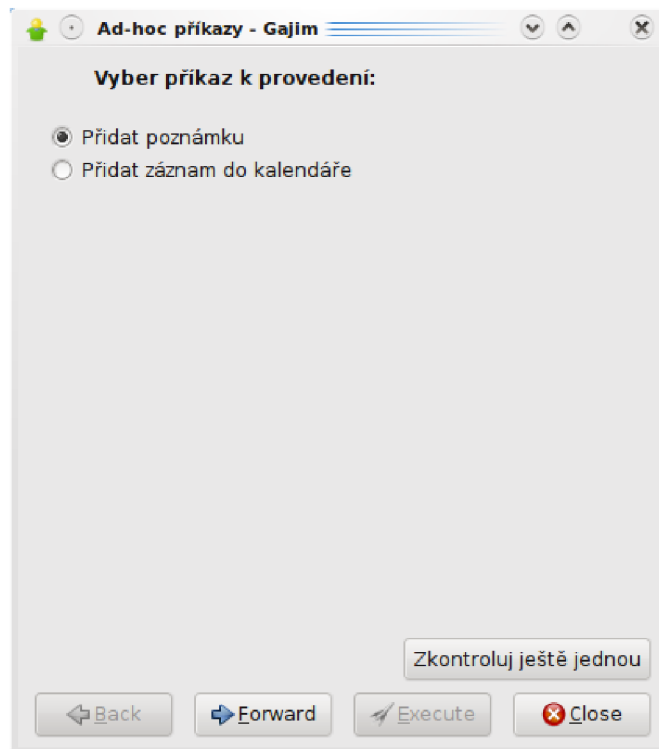 Ad-hoc příkazy - Gajim
Vyber příkaz k provedení:
Přidat poznámku
Přidat záznam do kalendáře
Zkontroluj ještě jednou
Back Forward Execute Close